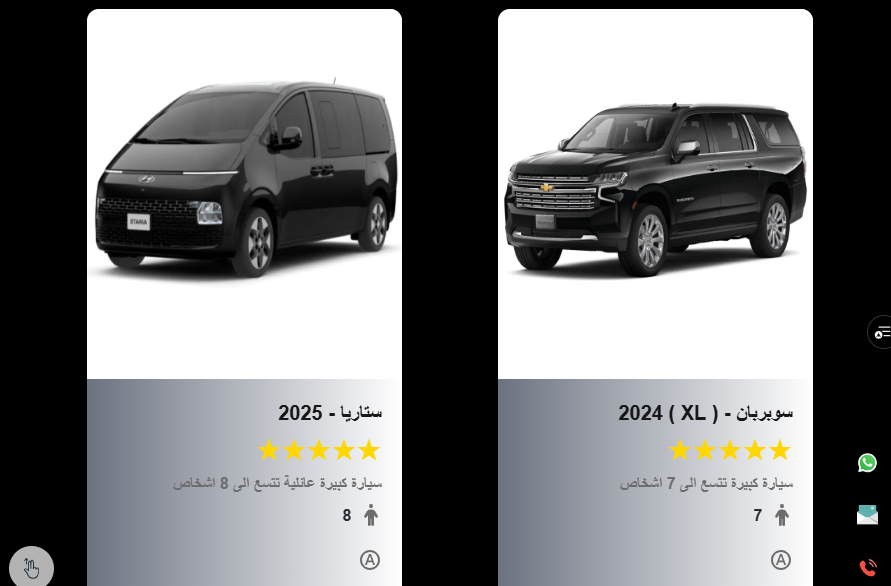 STARIA
سوبربان - 2024 ( XL )
سيارة كبيرة تتسع الى 7 اشخاص
7
A
ستاريا - 2025
سيارة كبيرة عائلية تتسع الى 8 اشخاص
8
A